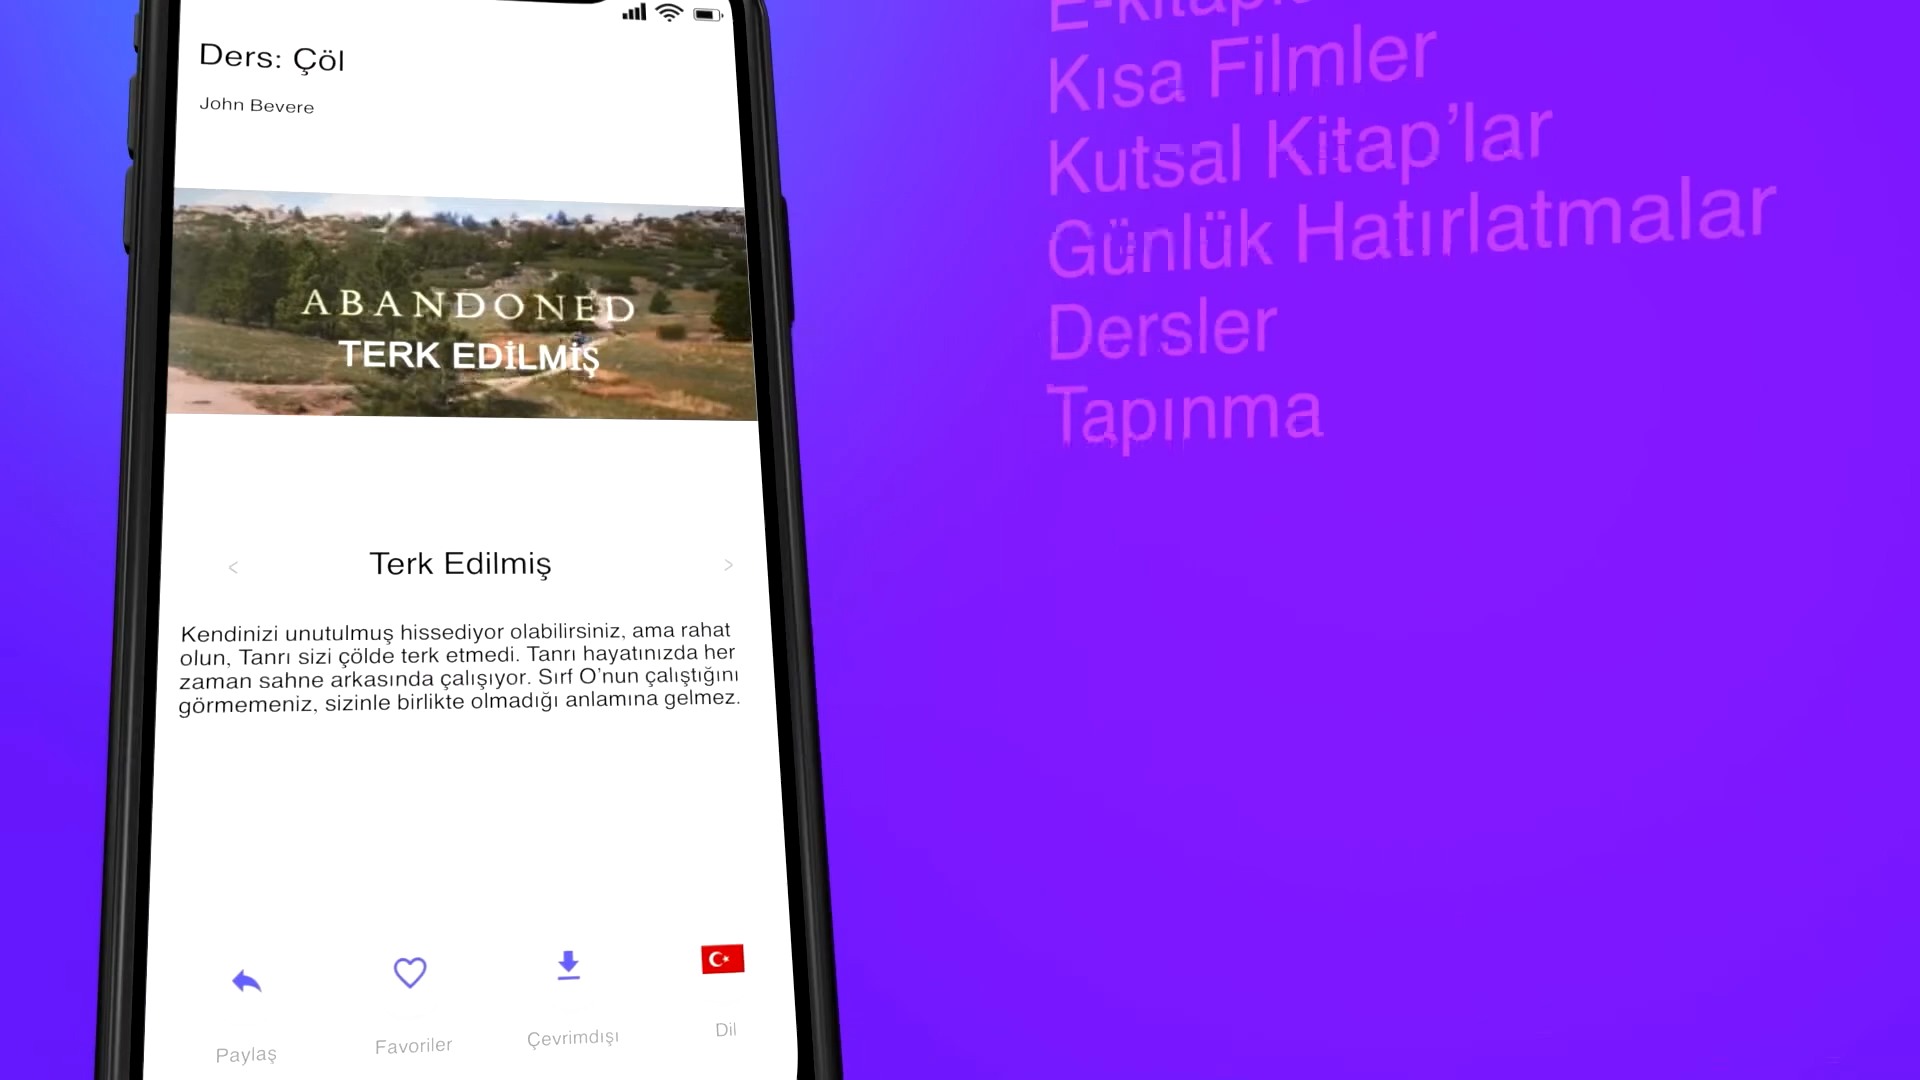 Ders: Çöl
John Bevere
ABANDONED
TERK EDİLMİŞ
< Terk Edilmiş >
Kendinizi unutulmuş hissediyor olabilirsiniz, ama rahat
olun, Tanrı sizi çölde terk etmedi. Tanrı hayatınızda her
zaman sahne arkasında çalışıyor. Sırf O’nun çalıştığını
görmemeniz, sizinle birlikte olmadığı anlamına gelmez.
Paylaş
Favoriler
Çevrimdışı
Dil
Kısa Filmler
Kutsal Kitap’lar
Günlük Hatırlatmalar
Dersler
Tapınma